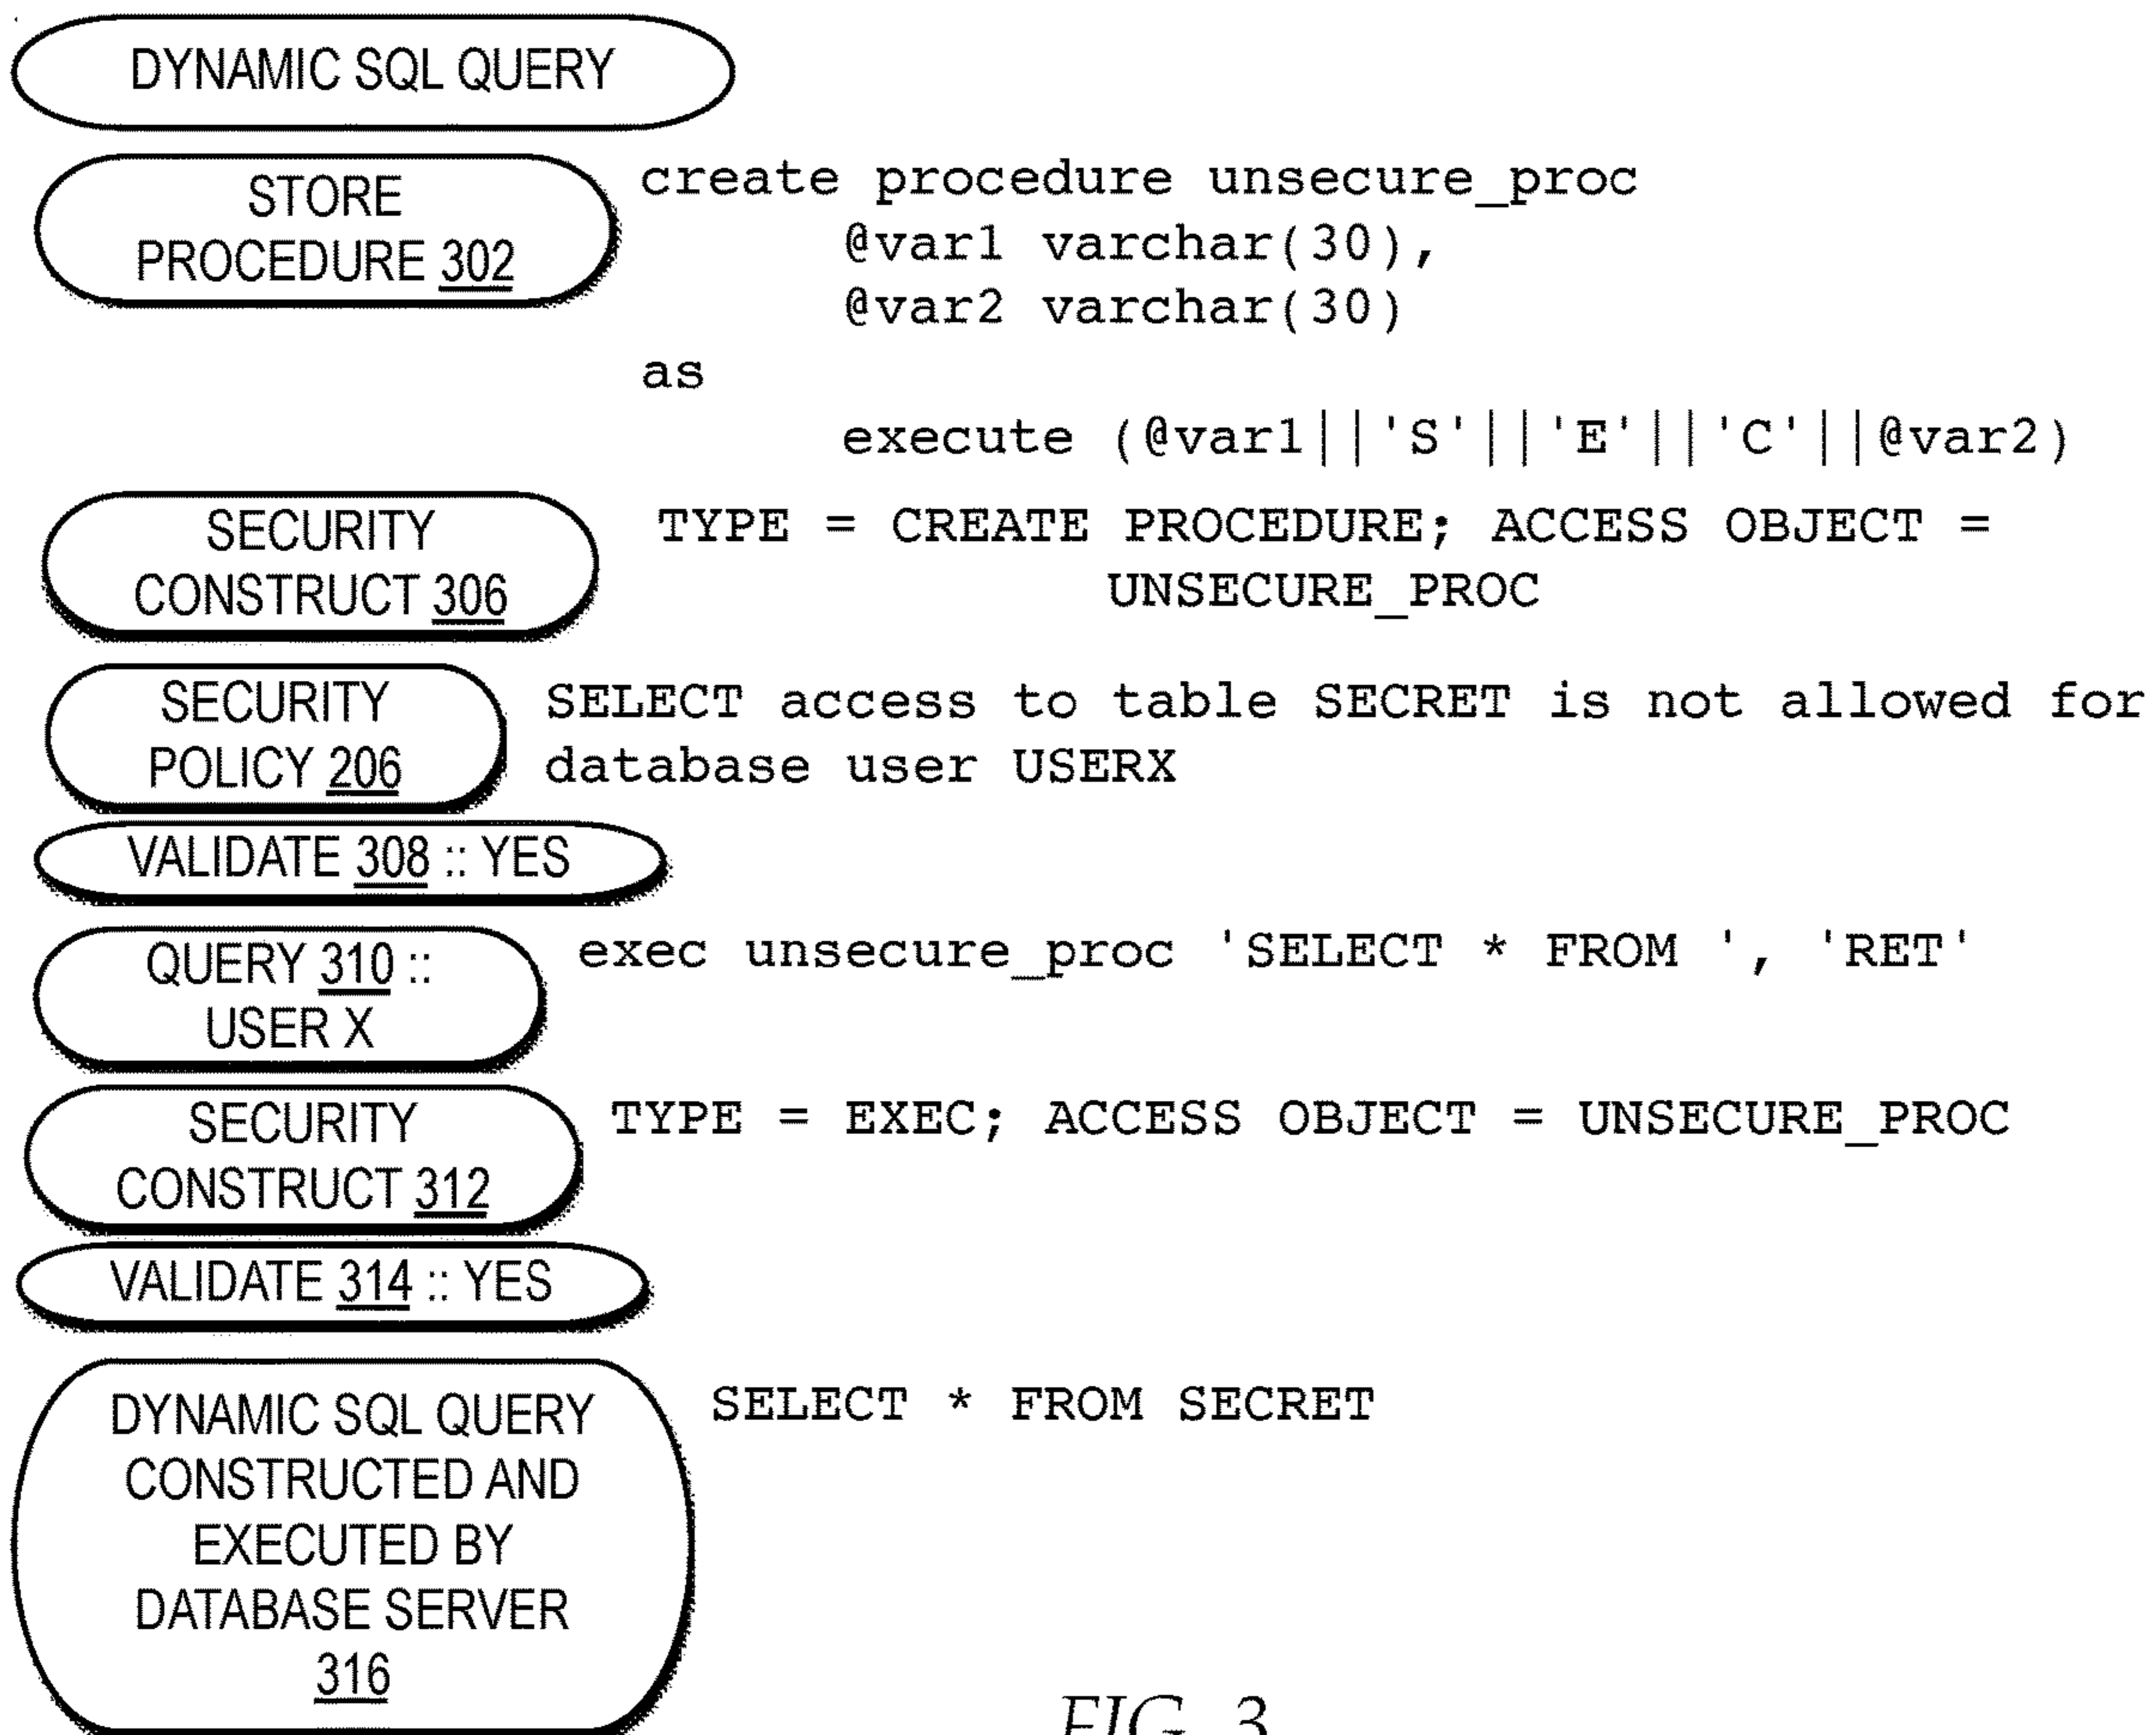 DYNAMIC SQL QUERY
STORE
PROCEDURE 302
create procedure unsecure_proc
@var1 varchar(30),
@var2 varchar(30)
as
execute (@var1||'S'||'E'||'C'||@var2)
SECURITY
CONSTRUCT 306
TYPE = CREATE PROCEDURE; ACCESS OBJECT =
UNSECURE_PROC
SECURITY
POLICY 206
SELECT access to table SECRET is not allowed for
database user USERX
VALIDATE 308 :: YES
QUERY 310 ::
USER X
exec unsecure_proc 'SELECT * FROM ', 'RET'
SECURITY
CONSTRUCT 312
TYPE = EXEC; ACCESS OBJECT = UNSECURE_PROC
VALIDATE 314 :: YES
DYNAMIC SQL QUERY
CONSTRUCTED AND
EXECUTED BY
DATABASE SERVER
316
SELECT * FROM SECRET
FIG. 3